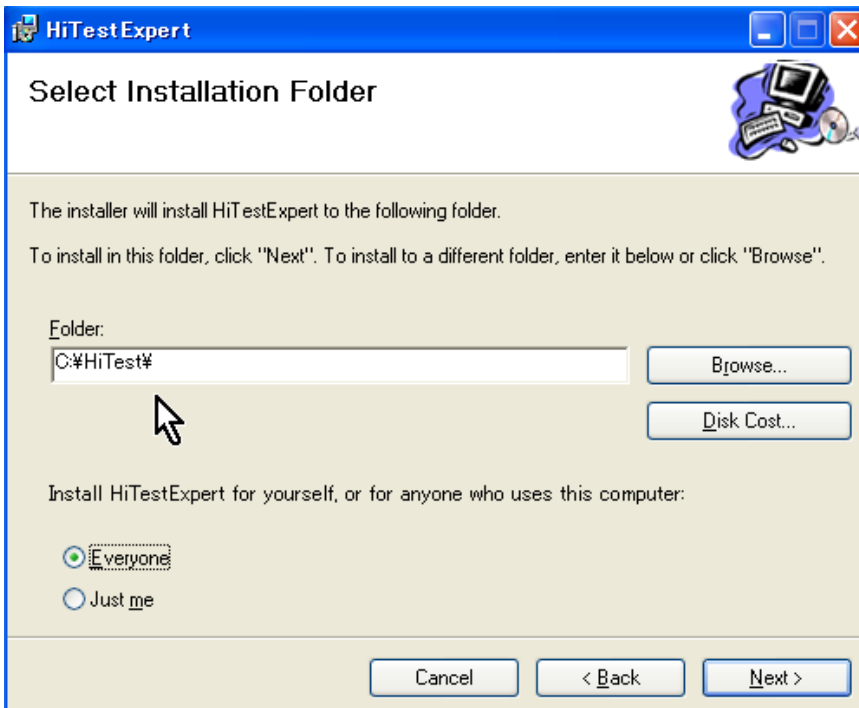 HiTestExpert
Select Installation Folder
The installer will install HiTestExpert to the following folder.
To install in this folder, click "Next". To install to a different folder, enter it below or click "Browse".
Folder:
C:¥HiTest¥
Browse...
Disk Cost...
Install HiTestExpert for yourself, or for anyone who uses this computer:
Everyone
Just me
Cancel
< Back
Next >